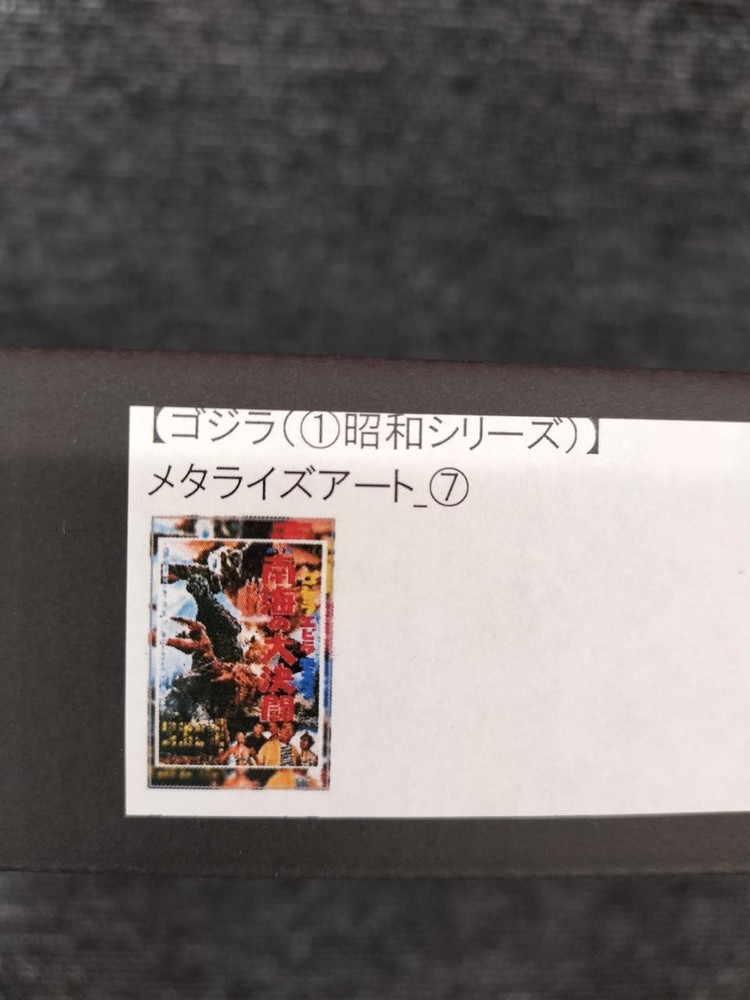 【ゴジラ(①昭和シリーズ)】
メタライズアート_⑦
南海の大決闘